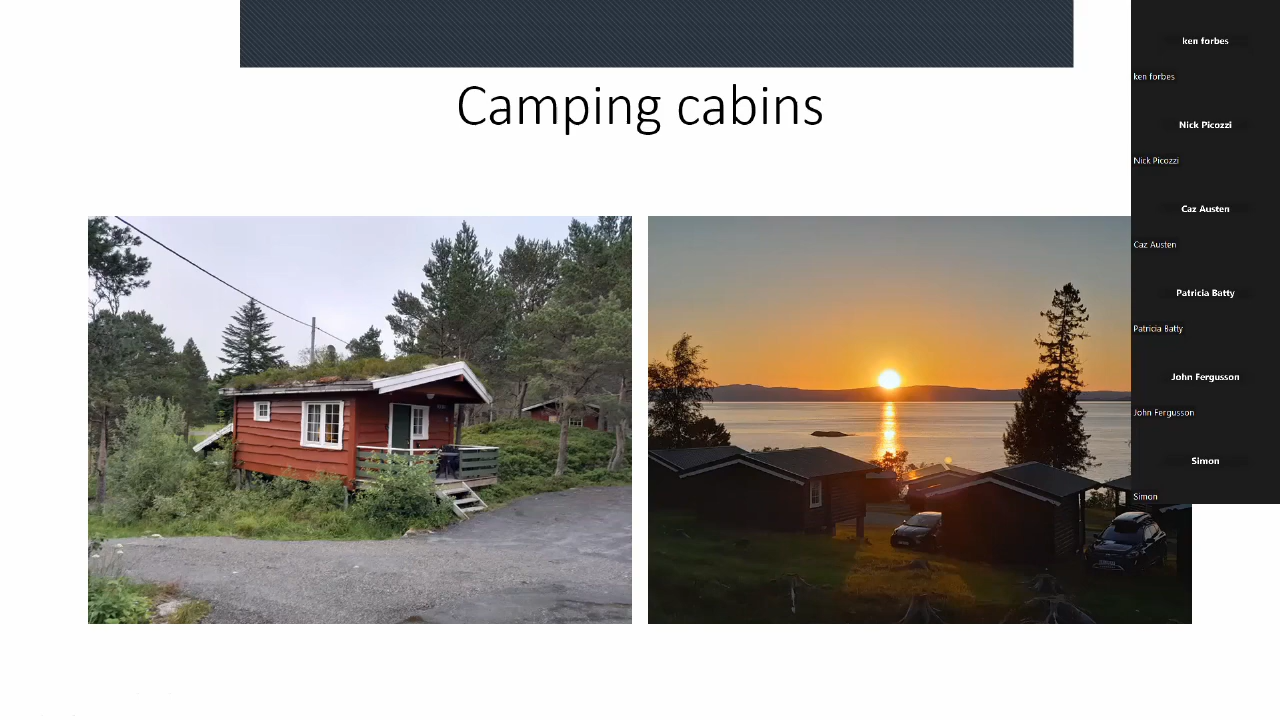 Camping cabins
ken forbes
ken forbes
Nick Picozzi
Nick Picozzi
Caz Austen
Caz Austen
Patricia Batty
Patricia Batty
John Fergusson
John Fergusson
Simon
Simon